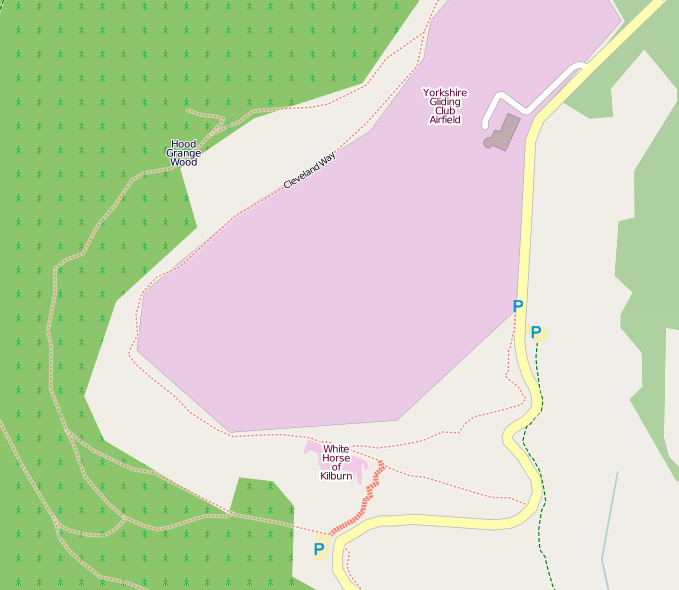 Yorkshire
Gliding
Club
Airfield
Hood
Grange
Wood
Cleveland Way
P
P
White
Horse
of
Kilburn
P